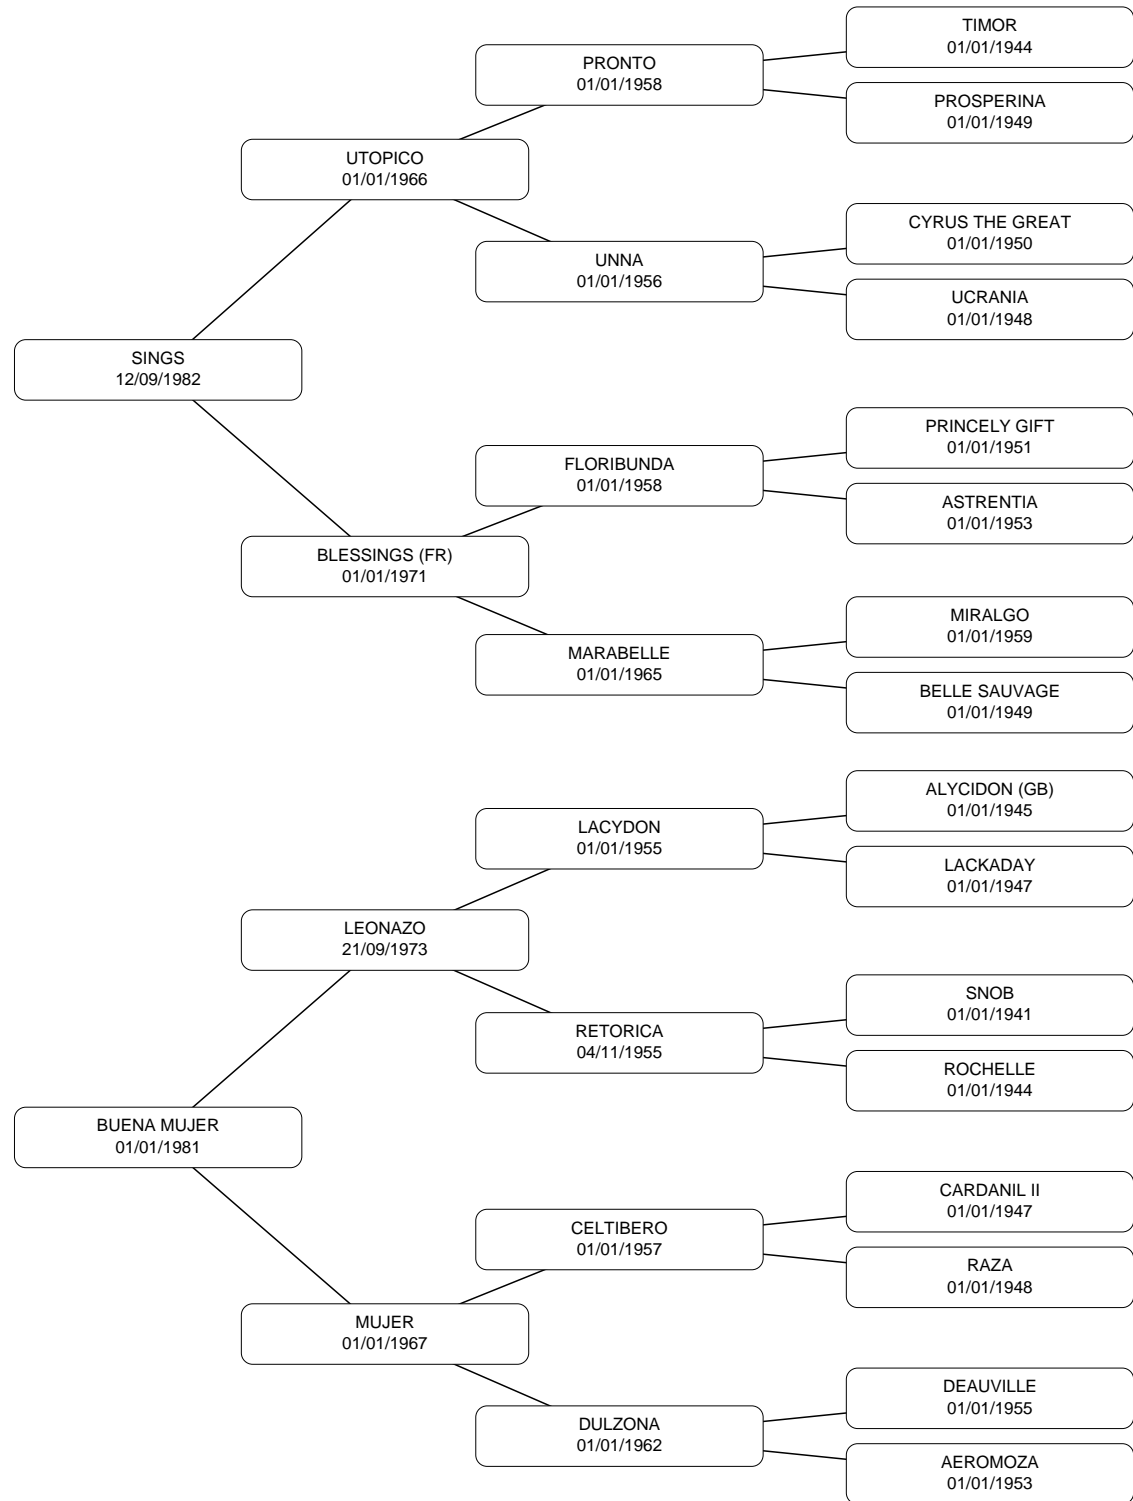 TIMOR
01/01/1944
PRONTO
01/01/1958
PROSPERINA
01/01/1949
UTOPICO
01/01/1966
CYRUS THE GREAT
01/01/1950
UNNA
01/01/1956
UCRANIA
01/01/1948
SINGS
12/09/1982
PRINCELY GIFT
01/01/1951
FLORIBUNDA
01/01/1958
ASTRENTIA
01/01/1953
BLESSINGS (FR)
01/01/1971
MIRALGO
01/01/1959
MARABELLE
01/01/1965
BELLE SAUVAGE
01/01/1949
ALYCIDON (GB)
01/01/1945
LACYDON
01/01/1955
LACKADAY
01/01/1947
LEONAZO
21/09/1973
SNOB
01/01/1941
RETORICA
04/11/1955
ROCHELLE
01/01/1944
BUENA MUJER
01/01/1981
CARDANIL II
01/01/1947
CELTIBERO
01/01/1957
RAZA
01/01/1948
MUJER
01/01/1967
DEAUVILLE
01/01/1955
DULZONA
01/01/1962
AEROMOZA
01/01/1953